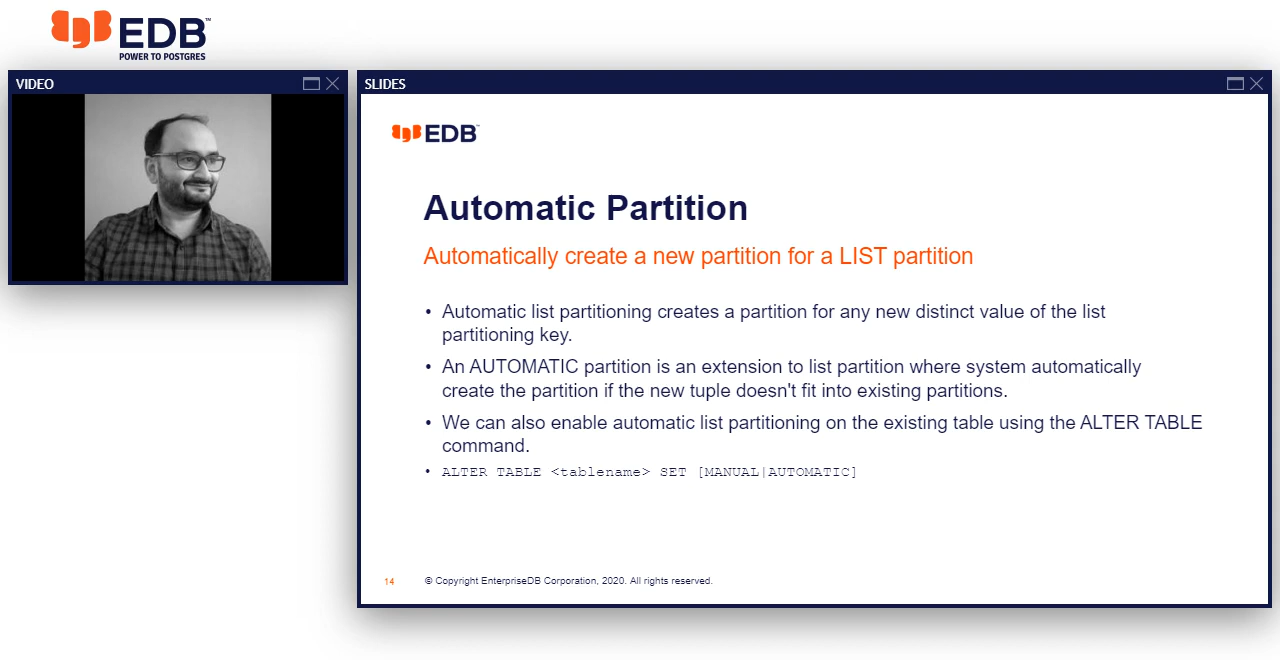 EDB™
POWER TO POSTGRES
VIDEO
SLIDES
EDB™
Automatic Partition
Automatically create a new partition for a LIST partition
• Automatic list partitioning creates a partition for any new distinct value of the list
partitioning key.
• An AUTOMATIC partition is an extension to list partition where system automatically
create the partition if the new tuple doesn't fit into existing partitions.
• We can also enable automatic list partitioning on the existing table using the ALTER TABLE
command.
• ALTER TABLE <tablename> SET [MANUAL|AUTOMATIC]
14 © Copyright EnterpriseDB Corporation, 2020. All rights reserved.